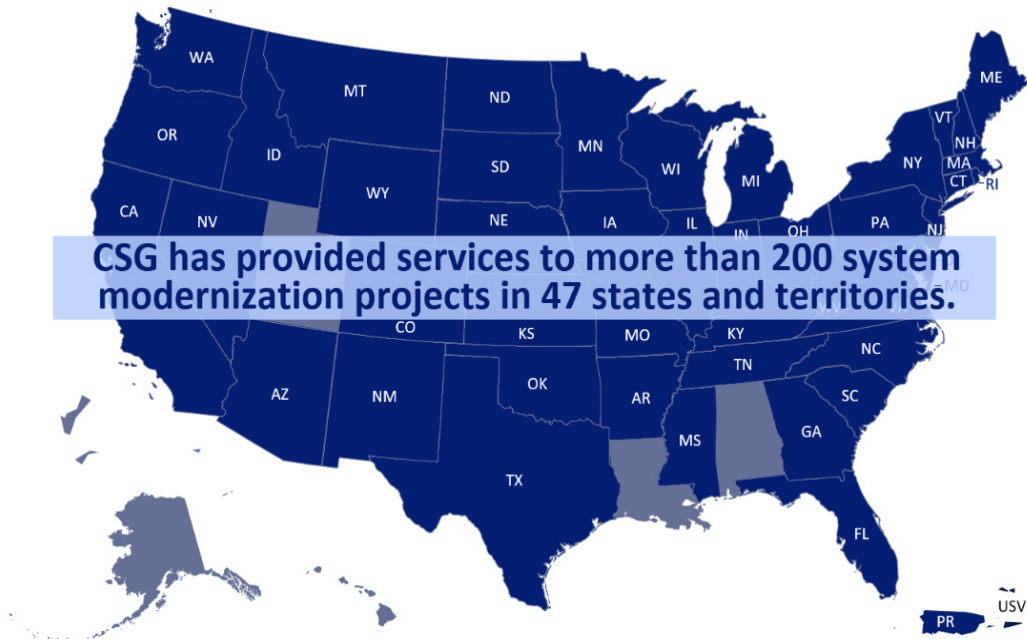 WA
MT
ND
ME
OR
ID
MN
VT
NH
SD
WI
NY
MA
WY
MI
CT
RI
CA
NV
NE
IA
IL
IN
OH
PA
NJ
CSG has provided services to more than 200 system
modernization projects in 47 states and territories.
MD
WV
CO
KS
MO
KY
NC
TN
AZ
NM
OK
AR
SC
MS
GA
TX
FL
USV
PR